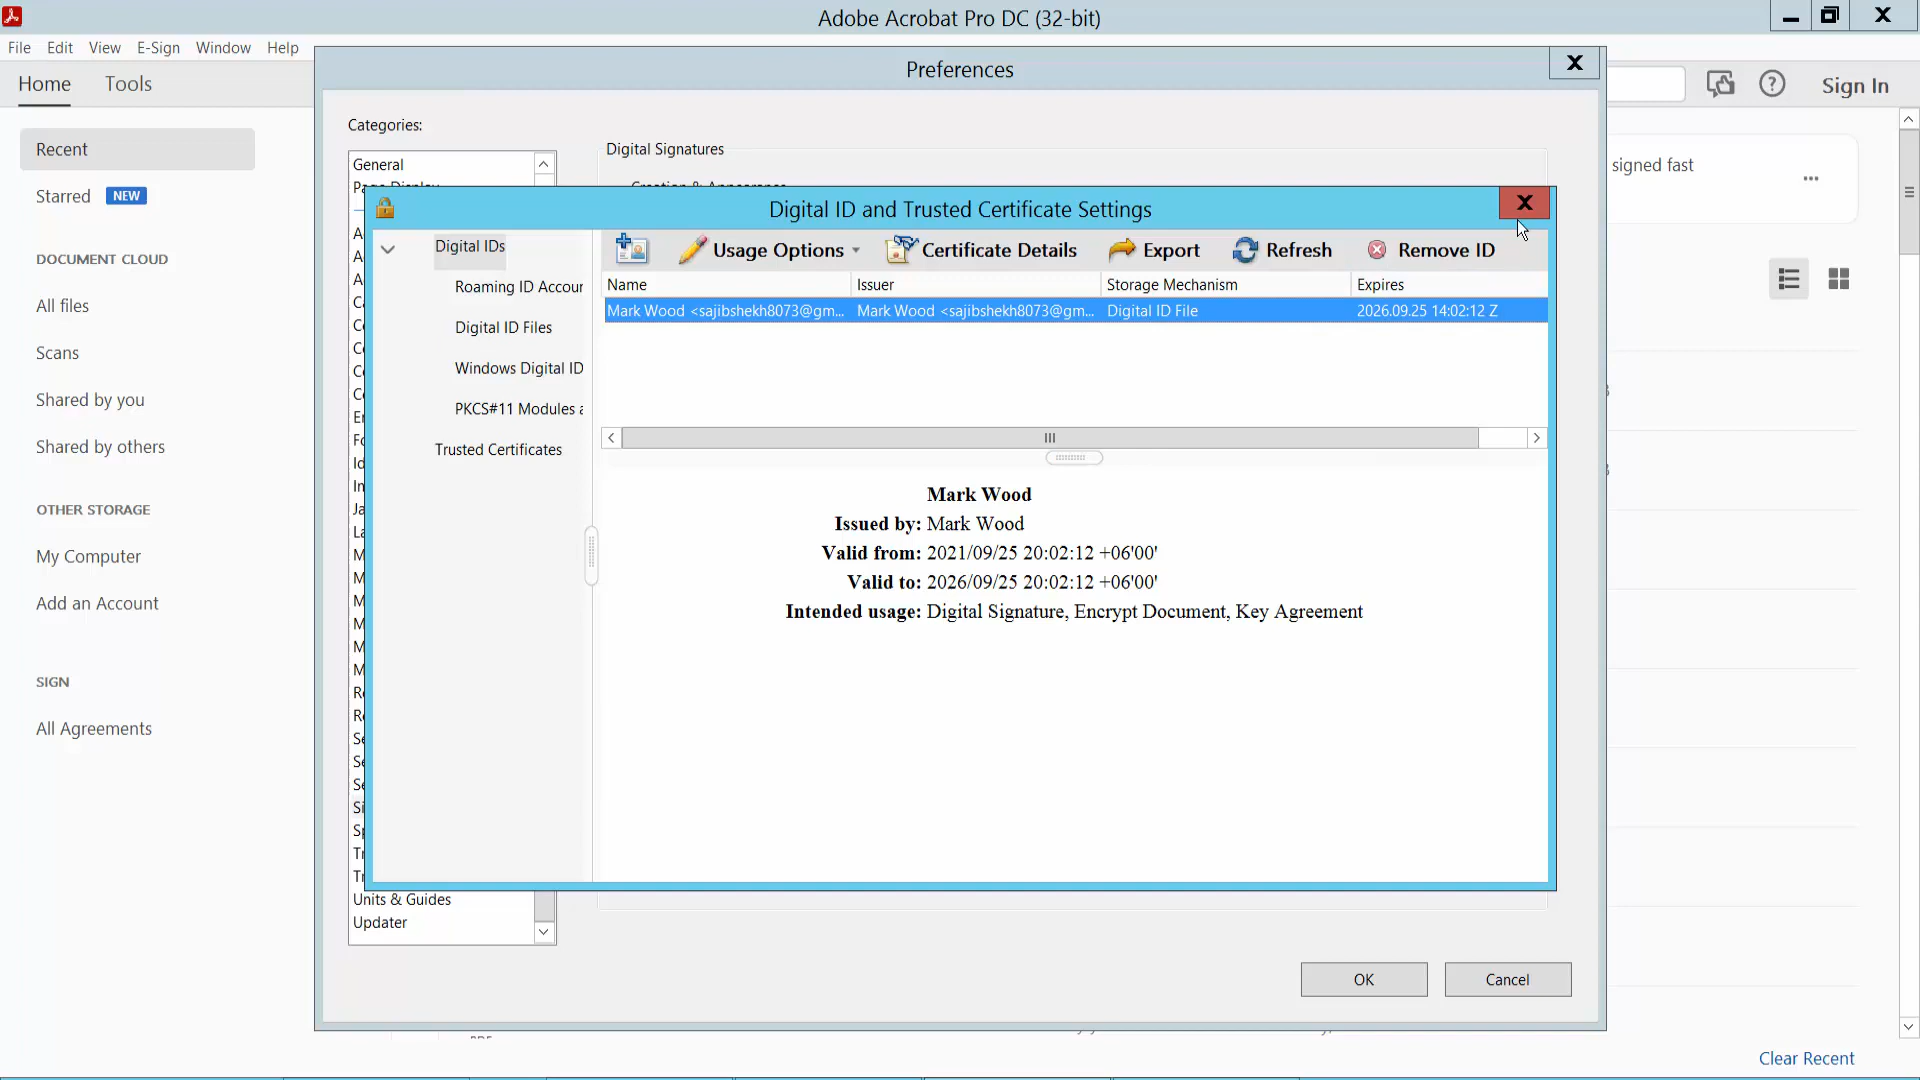 Adobe Acrobat Pro DC (32-bit)
File Edit View E-Sign Window Help
Home Tools
Sign In
Preferences
Categories:
General
Digital Signatures
Recent
Starred NEW
signed fast
DOCUMENT CLOUD
All files
Scans
Shared by you
Shared by others
OTHER STORAGE
My Computer
Add an Account
SIGN
All Agreements
Digital ID and Trusted Certificate Settings
Digital IDs
Roaming ID Accour
Digital ID Files
Windows Digital ID
PKCS#11 Modules a
Trusted Certificates
Usage Options Certificate Details Export Refresh Remove ID
Name Issuer Storage Mechanism Expires
Mark Wood <sajibshekh8073@gm... Mark Wood <sajibshekh8073@gm... Digital ID File 2026.09.25 14:02:12 Z
Mark Wood
Issued by: Mark Wood
Valid from: 2021/09/25 20:02:12 +06'00'
Valid to: 2026/09/25 20:02:12 +06'00'
Intended usage: Digital Signature, Encrypt Document, Key Agreement
Units & Guides
Updater
OK Cancel
Clear Recent